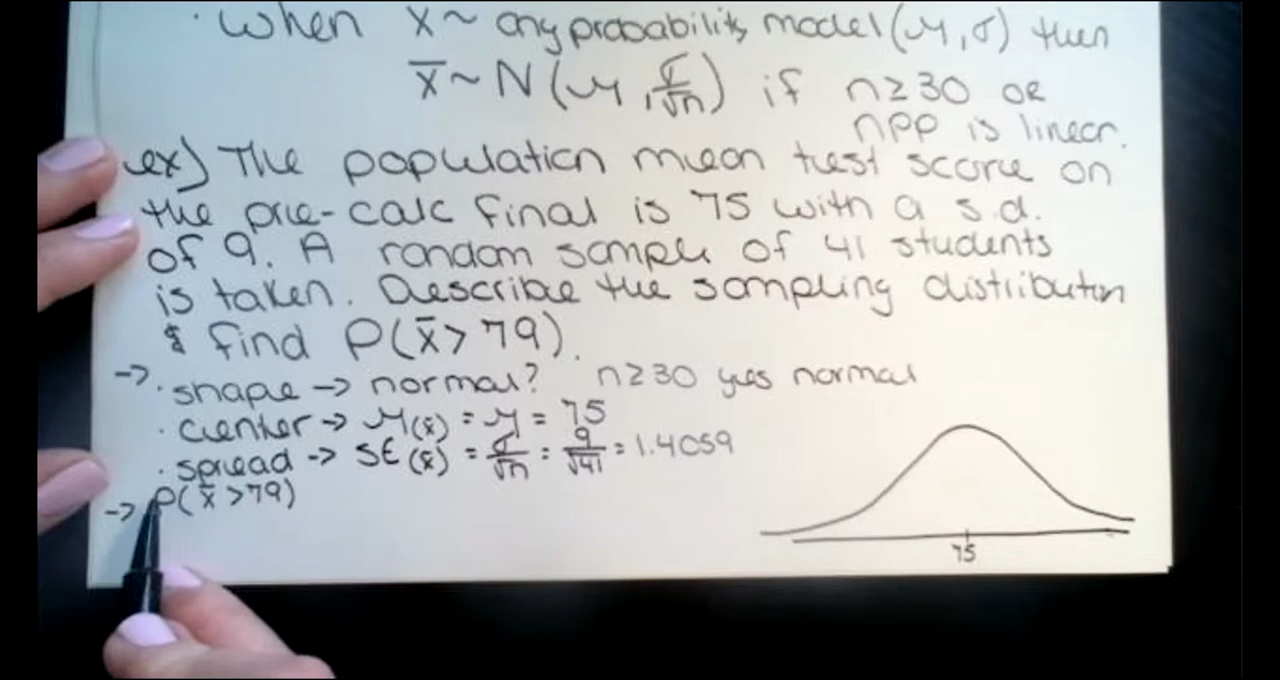 · When X ~ any probability model (μ, σ) then
x̄ ~ N(μ, σ/√n) if n≥30 or
npp is linear.
ex) The population mean test score on
the pre-calc final is 75 with a s.d.
of 9. A random sample of 41 students
is taken. Describe the sampling distribution
& find P(x̄ > 79).
-> · shape -> normal? n≥30 yes normal
· center -> μ(x̄) = μ = 75
· spread -> SE(x̄) = σ/√n = 9/√41 = 1.4059
-> P(x̄ > 79)
75